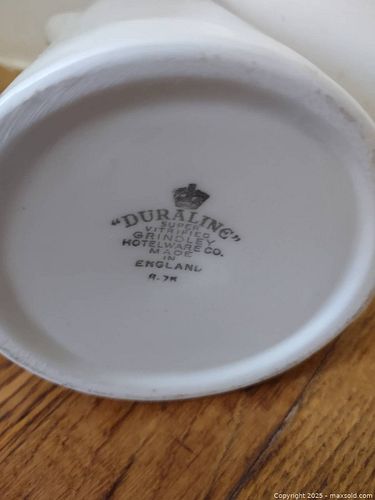 "DURALINE"
SUPER
VITRIFIED
GRINDLEY
HOTELWARE CO.
MADE
IN
ENGLAND
Copyright 2025 - maxsold.com